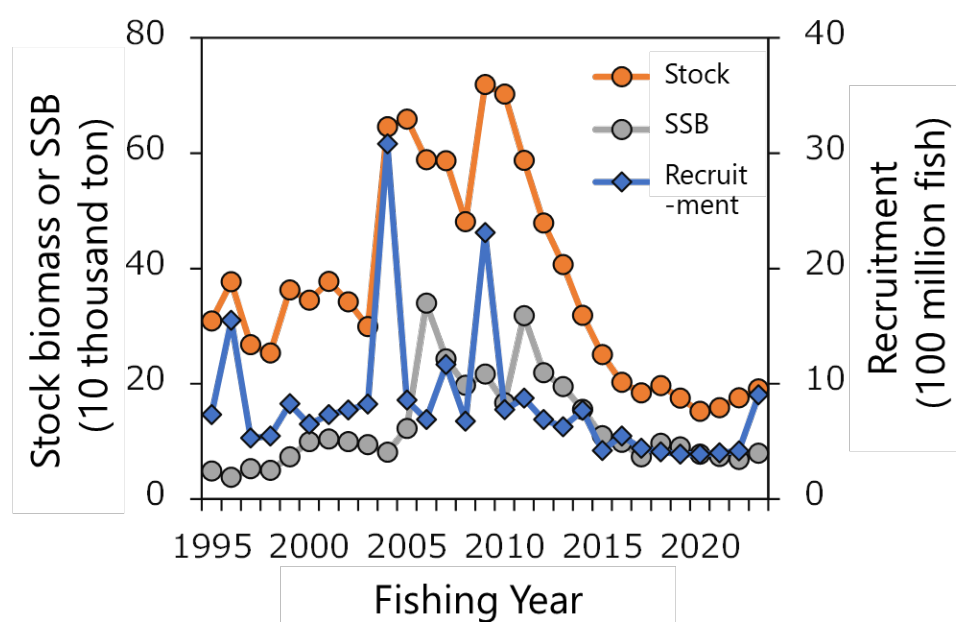 Stock biomass or SSB
(10 thousand ton)
80
60
40
20
0
Stock
SSB
Recruit
-ment
40
30
20
10
0
Recruitment
(100 million fish)
1995 2000 2005 2010 2015 2020
Fishing Year